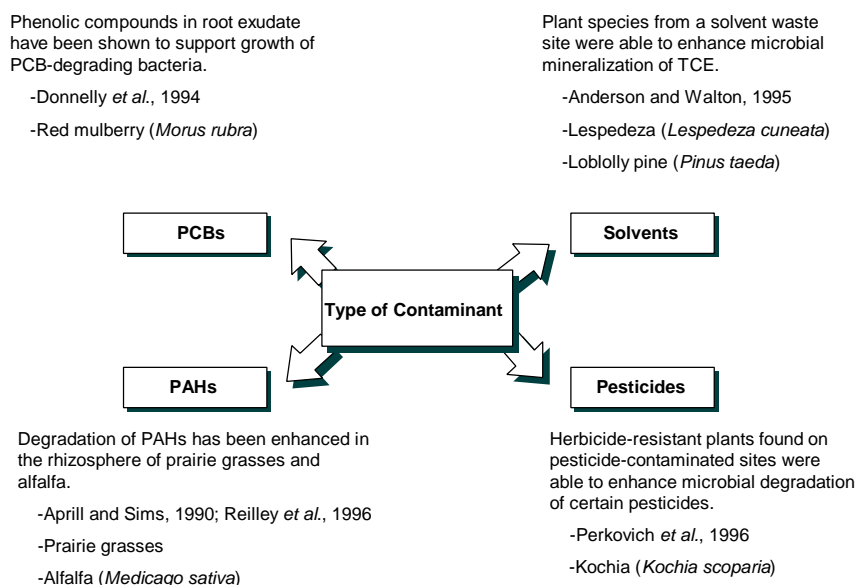 Phenolic compounds in root exudate
have been shown to support growth of
PCB-degrading bacteria.
-Donnelly et al., 1994
-Red mulberry (Morus rubra)
Plant species from a solvent waste
site were able to enhance microbial
mineralization of TCE.
-Anderson and Walton, 1995
-Lespedeza (Lespedeza cuneata)
-Loblolly pine (Pinus taeda)
PCBs
Solvents
Type of Contaminant
PAHs
Pesticides
Degradation of PAHs has been enhanced in
the rhizosphere of prairie grasses and
alfalfa.
-Aprill and Sims, 1990; Reilley et al., 1996
-Prairie grasses
-Alfalfa (Medicago sativa)
Herbicide-resistant plants found on
pesticide-contaminated sites were
able to enhance microbial degradation
of certain pesticides.
-Perkovich et al., 1996
-Kochia (Kochia scoparia)